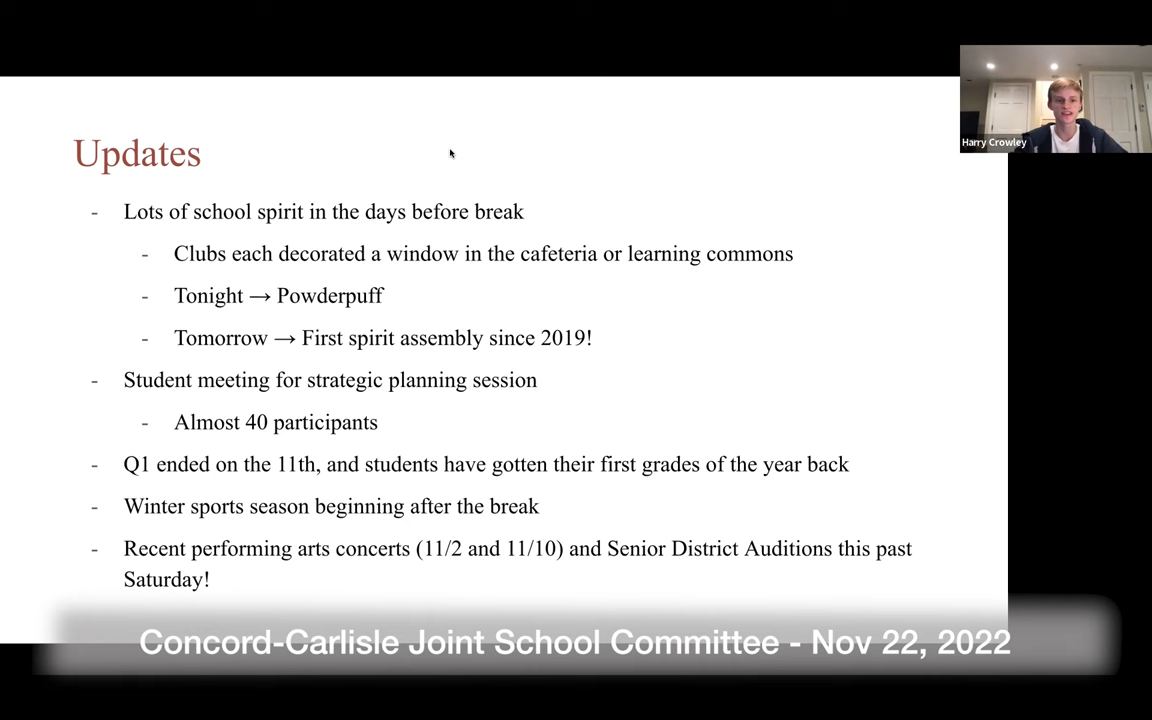 Harry Crowley
Updates
- Lots of school spirit in the days before break
- Clubs each decorated a window in the cafeteria or learning commons
- Tonight → Powderpuff
- Tomorrow → First spirit assembly since 2019!
- Student meeting for strategic planning session
- Almost 40 participants
- Q1 ended on the 11th, and students have gotten their first grades of the year back
- Winter sports season beginning after the break
- Recent performing arts concerts (11/2 and 11/10) and Senior District Auditions this past
Saturday!
Concord-Carlisle Joint School Committee - Nov 22, 2022